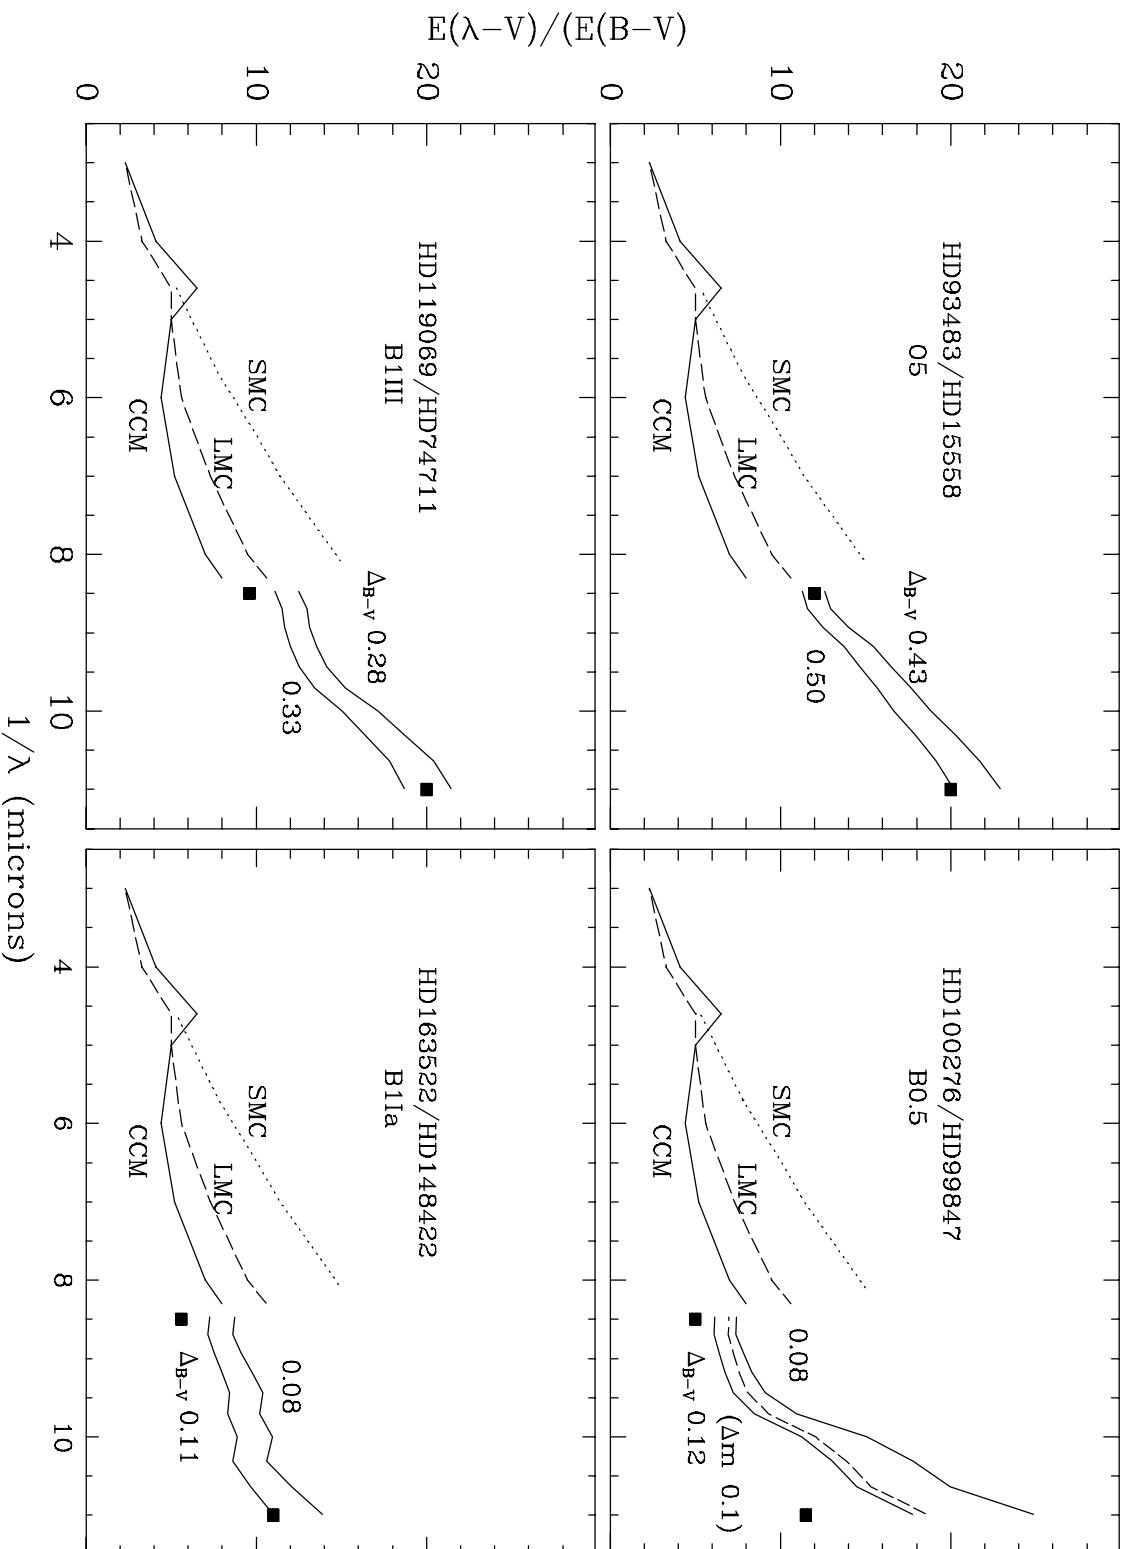 E(λ−V)/(E(B−V)
20
10
0
HD93483/HD15558
05
SMC
LMC
CCM
Δ_B−V 0.43
0.50
HD100276/HD99847
B0.5
SMC
LMC
CCM
0.08
(Δm 0.1)
Δ_B−V 0.12
20
10
0
HD119069/HD74711
B1III
SMC
LMC
CCM
Δ_B−V 0.28
0.33
HD163522/HD148422
B1Ia
SMC
LMC
CCM
0.08
Δ_B−V 0.11
4 6 8 10
4 6 8 10
1/λ (microns)